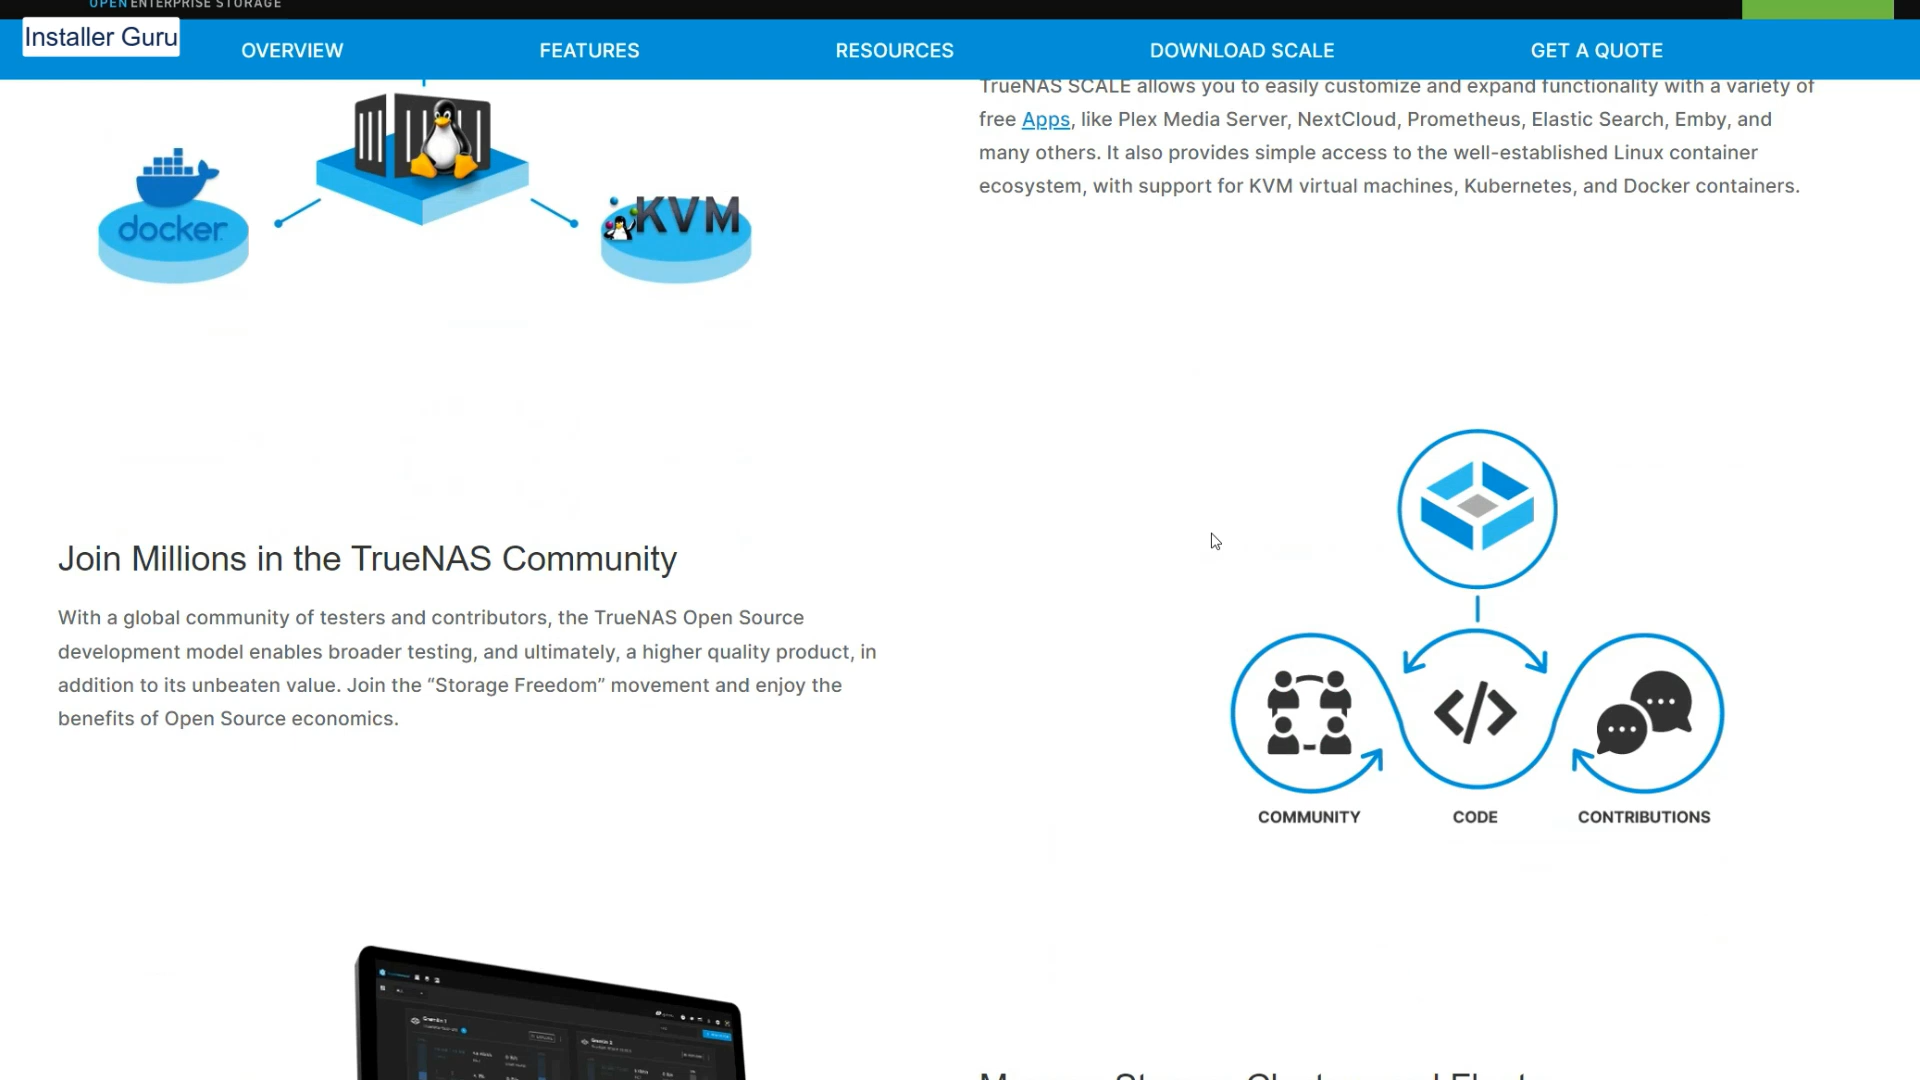 OPEN ENTERPRISE STORAGE
Installer Guru
OVERVIEW
FEATURES
RESOURCES
DOWNLOAD SCALE
GET A QUOTE
TrueNAS SCALE allows you to easily customize and expand functionality with a variety of
free Apps, like Plex Media Server, NextCloud, Prometheus, Elastic Search, Emby, and
many others. It also provides simple access to the well-established Linux container
ecosystem, with support for KVM virtual machines, Kubernetes, and Docker containers.
docker
KVM
Join Millions in the TrueNAS Community
With a global community of testers and contributors, the TrueNAS Open Source
development model enables broader testing, and ultimately, a higher quality product, in
addition to its unbeaten value. Join the “Storage Freedom” movement and enjoy the
benefits of Open Source economics.
COMMUNITY
CODE
CONTRIBUTIONS